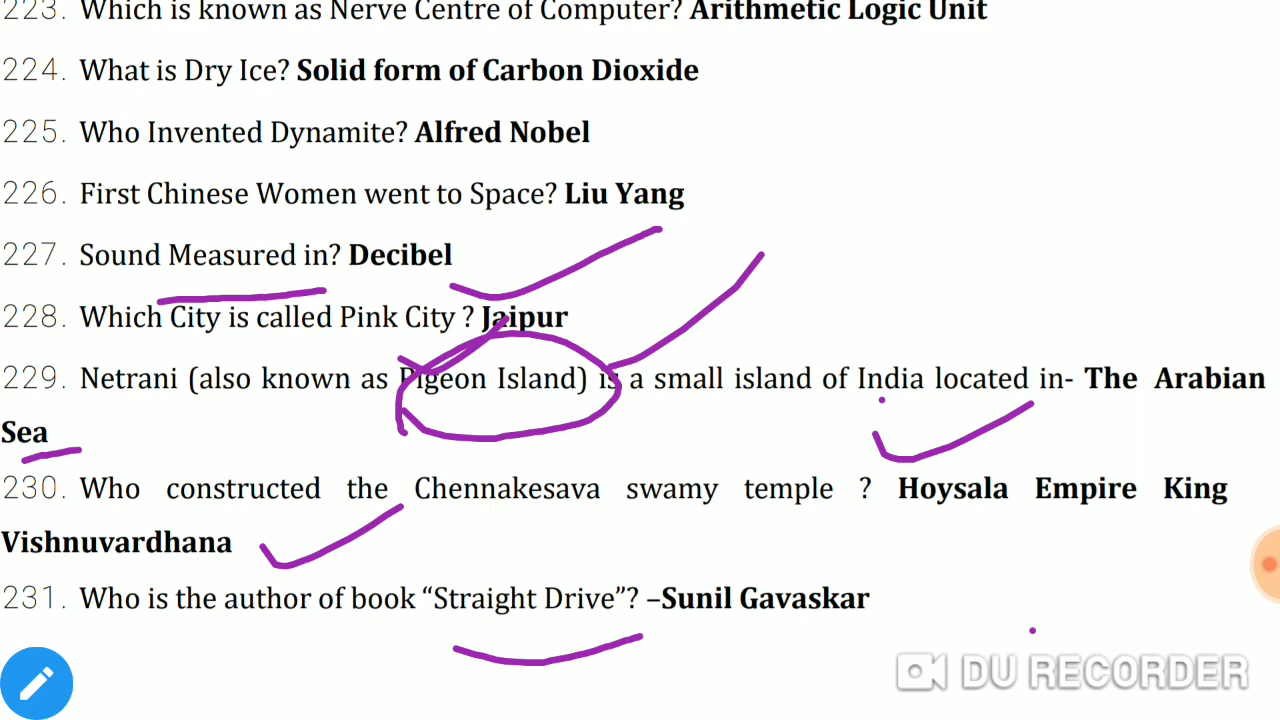 223. Which is known as Nerve Centre of Computer? Arithmetic Logic Unit
224. What is Dry Ice? Solid form of Carbon Dioxide
225. Who Invented Dynamite? Alfred Nobel
226. First Chinese Women went to Space? Liu Yang
227. Sound Measured in? Decibel
228. Which City is called Pink City ? Jaipur
229. Netrani (also known as Pigeon Island) is a small island of India located in- The Arabian
Sea
230. Who constructed the Chennakesava swamy temple ? Hoysala Empire King
Vishnuvardhana
231. Who is the author of book “Straight Drive”? –Sunil Gavaskar
DU RECORDER